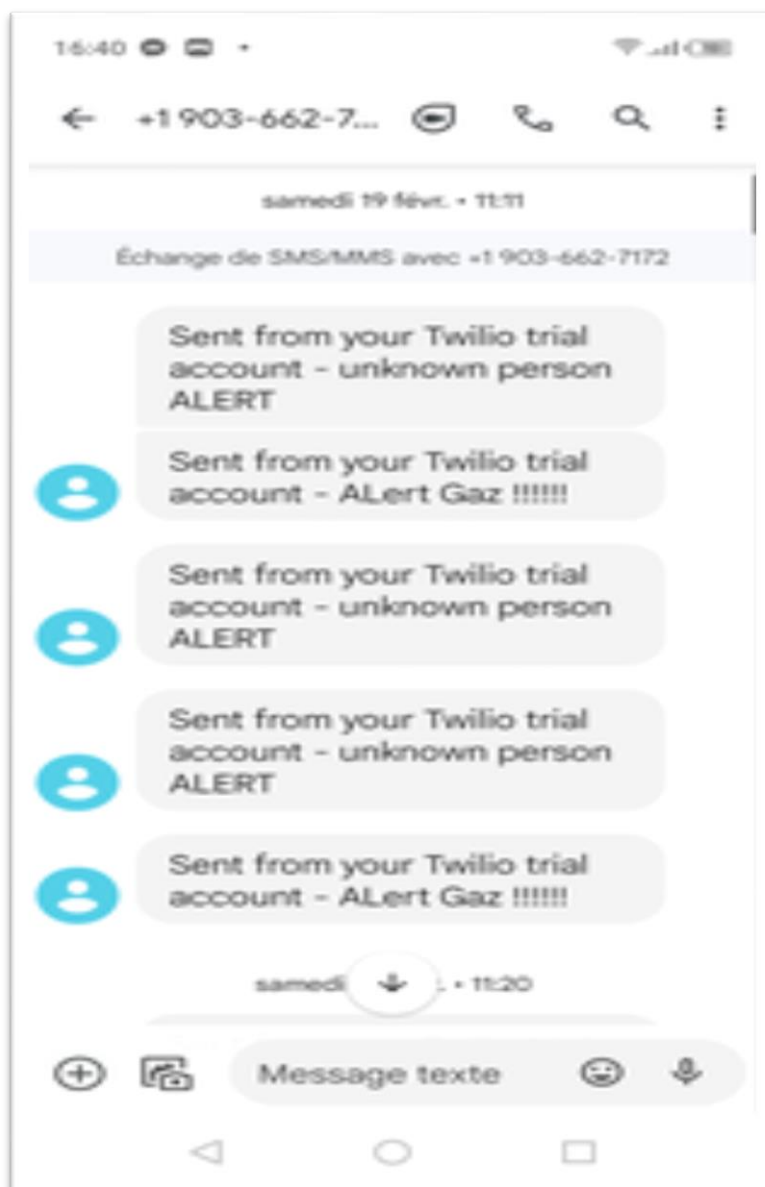 16:40
+1 903-662-7...
samedi 19 févr. • 11:11
Échange de SMS/MMS avec +1 903-662-7172
Sent from your Twilio trial
account - unknown person
ALERT
Sent from your Twilio trial
account - ALert Gaz !!!!!!
Sent from your Twilio trial
account - unknown person
ALERT
Sent from your Twilio trial
account - unknown person
ALERT
Sent from your Twilio trial
account - ALert Gaz !!!!!!
samedi . • 11:20
Message texte